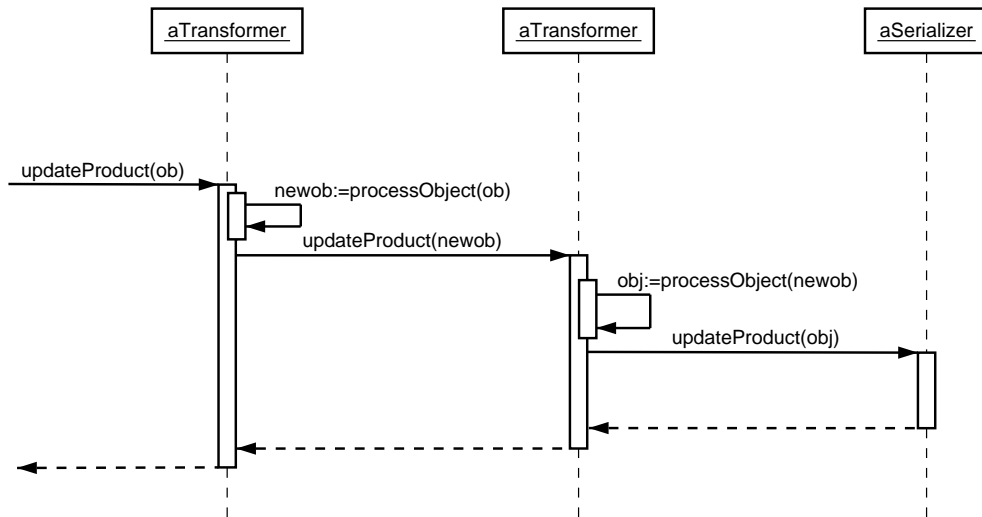 aTransformer
aTransformer
aSerializer
updateProduct(ob)
newob:=processObject(ob)
updateProduct(newob)
obj:=processObject(newob)
updateProduct(obj)